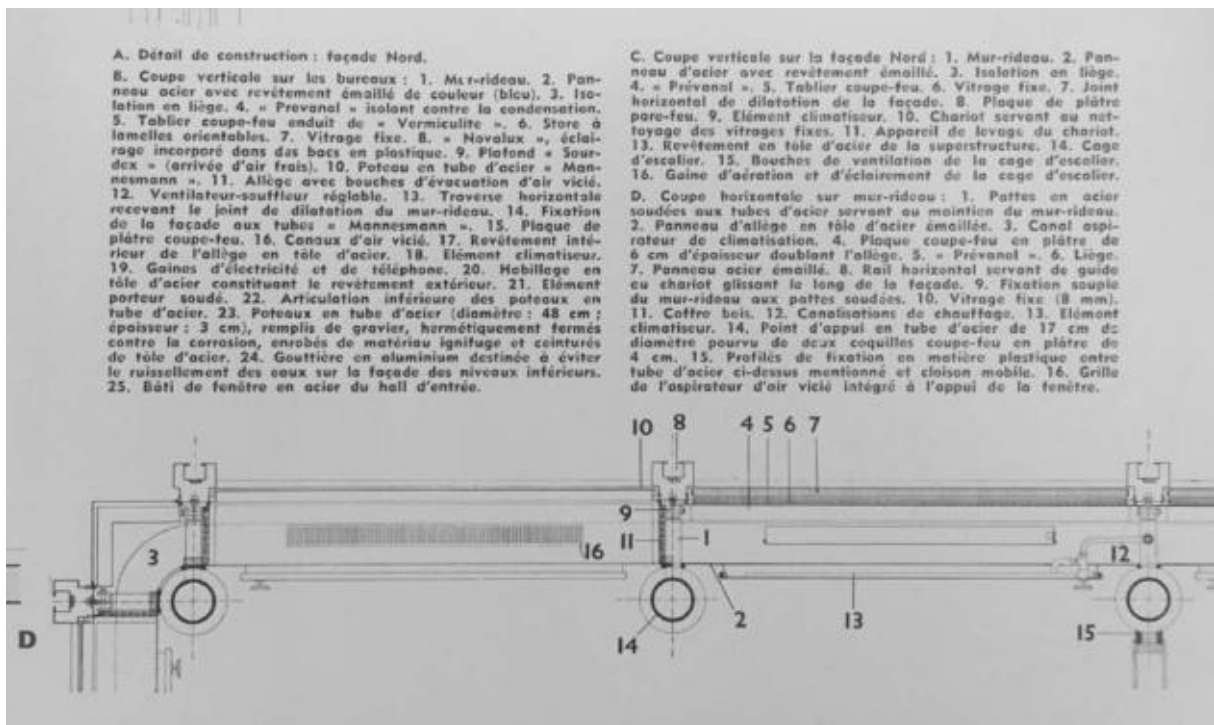 A. Détail de construction : façade Nord.
B. Coupe verticale sur les bureaux : 1. Mur-rideau. 2. Pan-
neau acier avec revêtement émaillé de couleur (bleu). 3. Iso-
lation en liège. 4. « Prevanol » isolant contre la condensation.
5. Tablier coupe-feu enduit de « Vermiculite ». 6. Store à
lamelles orientables. 7. Vitrage fixe. 8. « Novalux », éclai-
rage incorporé dans des bacs en plastique. 9. Plafond « Sour-
dex » (arrivée d'air frais). 10. Poteau en tube d'acier « Man-
nesmann ». 11. Allège avec bouches d'évacuation d'air vicié.
12. Ventilateur-souffleur réglable. 13. Traverse horizontale
recevant le joint de dilatation du mur-rideau. 14. Fixation
de la façade aux tubes « Mannesmann ». 15. Plaque de
plâtre coupe-feu. 16. Canaux d'air vicié. 17. Revêtement inté-
rieur de l'allège en tôle d'acier. 18. Elément climatiseur.
19. Gaines d'électricité et de téléphone. 20. Habillage en
tôle d'acier constituant le revêtement extérieur. 21. Elément
porteur soudé. 22. Articulation inférieure des poteaux en
tube d'acier. 23. Poteaux en tube d'acier (diamètre : 48 cm ;
épaisseur : 3 cm), remplis de gravier, hermétiquement fermés
contre la corrosion, enrobés de matériau ignifuge et ceinturés
de tôle d'acier. 24. Gouttière en aluminium destinée à éviter
le ruissellement des eaux sur la façade des niveaux inférieurs.
25. Bâti de fenêtre en acier du hall d'entrée.
C. Coupe verticale sur la façade Nord : 1. Mur-rideau. 2. Pan-
neau d'acier avec revêtement émaillé. 3. Isolation en liège.
4. « Prévanol ». 5. Tablier coupe-feu. 6. Vitrage fixe. 7. Joint
horizontal de dilatation de la façade. 8. Plaque de plâtre
pare-feu. 9. Elément climatiseur. 10. Chariot servant au net-
toyage des vitrages fixes. 11. Appareil de levage du chariot.
13. Revêtement en tôle d'acier de la superstructure. 14. Cage
d'escalier. 15. Bouches de ventilation de la cage d'escalier.
16. Gaine d'aération et d'éclairement de la cage d'escalier.
D. Coupe horizontale sur mur-rideau : 1. Pattes en acier
soudées aux tubes d'acier servant au maintien du mur-rideau.
2. Panneau d'allège en tôle d'acier émaillée. 3. Canal aspi-
rateur de climatisation. 4. Plaque coupe-feu en plâtre de
6 cm d'épaisseur doublant l'allège. 5. « Prévanol ». 6. Liège.
7. Panneau acier émaillé. 8. Rail horizontal servant de guide
au chariot glissant le long de la façade. 9. Fixation souple
du mur-rideau aux pattes soudées. 10. Vitrage fixe (8 mm).
11. Coffre bois. 12. Canalisations de chauffage. 13. Elément
climatiseur. 14. Point d'appui en tube d'acier de 17 cm de
diamètre pourvu de deux coquilles coupe-feu en plâtre de
4 cm. 15. Profilés de fixation en matière plastique entre
tube d'acier ci-dessus mentionné et cloison mobile. 16. Grille
de l'aspirateur d'air vicié intégré à l'appui de la fenêtre.
10 8 4 5 6 7
9
3 16 11 1 12
D 14 2 13 15